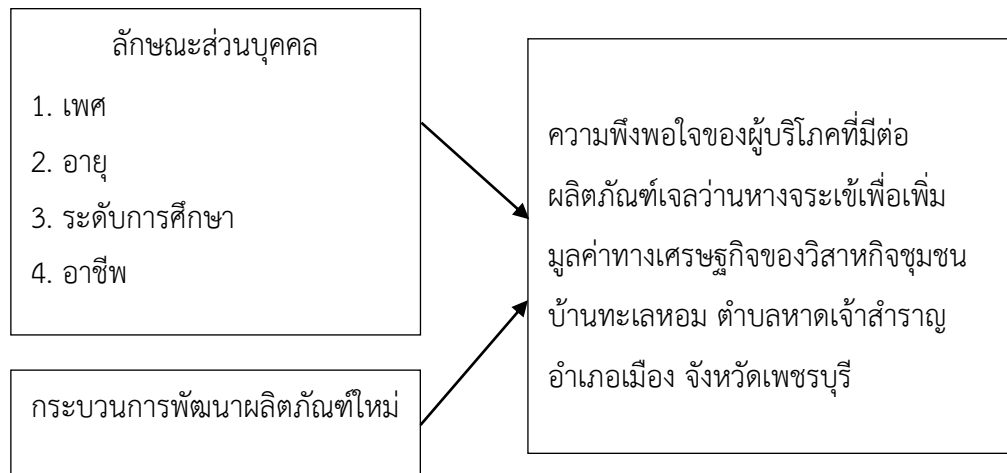 ลักษณะส่วนบุคคล
1. เพศ
2. อายุ
3. ระดับการศึกษา
4. อาชีพ
กระบวนการพัฒนาผลิตภัณฑ์ใหม่
ความพึงพอใจของผู้บริโภคที่มีต่อ
ผลิตภัณฑ์เจลว่านหางจระเข้เพื่อเพิ่ม
มูลค่าทางเศรษฐกิจของวิสาหกิจชุมชน
บ้านทะเลหอม ตำบลหาดเจ้าสำราญ
อำเภอเมือง จังหวัดเพชรบุรี